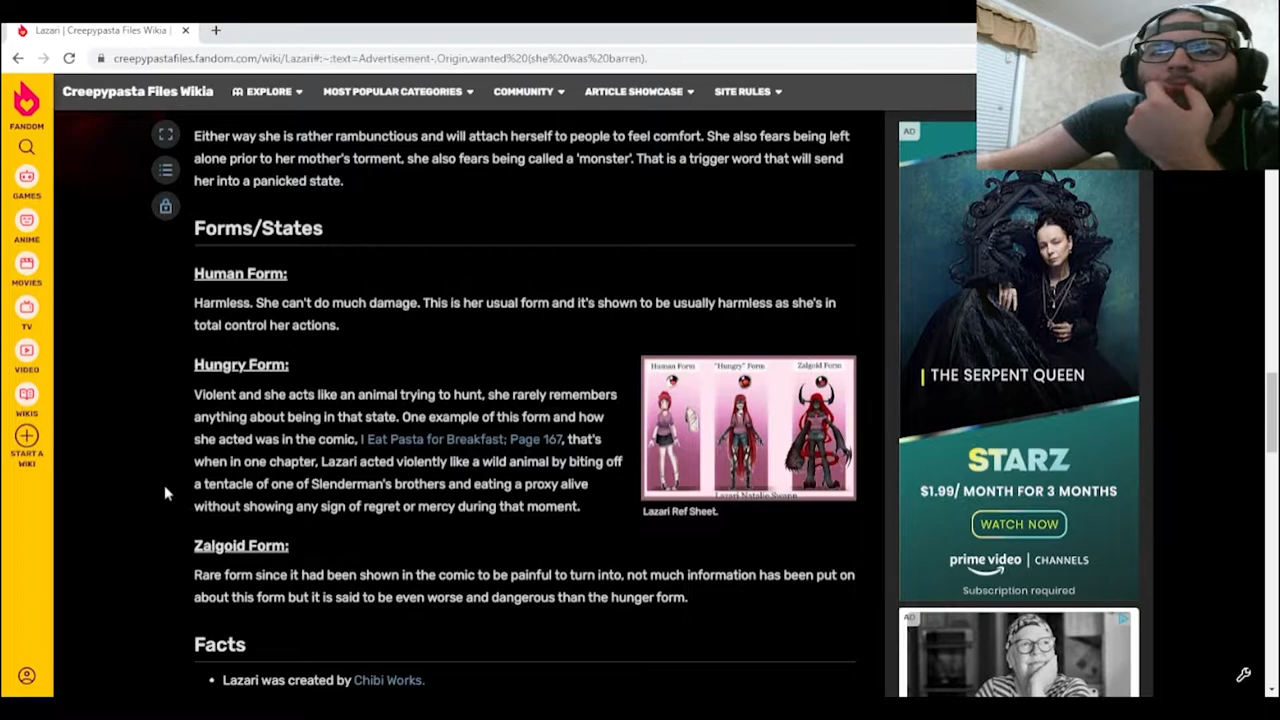 Lazari | Creepypasta Files Wikia |
creepypastafiles.fandom.com/wiki/Lazari#:~:text=Advertisement-,Origin,wanted%20(she%20was%20barren).
FANDOM
GAMES
ANIME
MOVIES
TV
VIDEO
WIKIS
START A
WIKI
Creepypasta Files Wikia
EXPLORE
MOST POPULAR CATEGORIES
COMMUNITY
ARTICLE SHOWCASE
SITE RULES
Either way she is rather rambunctious and will attach herself to people to feel comfort. She also fears being left
alone prior to her mother's torment, she also fears being called a 'monster'. That is a trigger word that will send
her into a panicked state.
Forms/States
Human Form:
Harmless. She can't do much damage. This is her usual form and it's shown to be usually harmless as she's in
total control her actions.
Hungry Form:
Violent and she acts like an animal trying to hunt, she rarely remembers
anything about being in that state. One example of this form and how
she acted was in the comic, I Eat Pasta for Breakfast; Page 167, that's
when in one chapter, Lazari acted violently like a wild animal by biting off
a tentacle of one of Slenderman's brothers and eating a proxy alive
without showing any sign of regret or mercy during that moment.
Human Form
"Hungry" Form
Zalgoid Form
Lazari Natalie Swann
Lazari Ref Sheet.
Zalgoid Form:
Rare form since it had been shown in the comic to be painful to turn into, not much information has been put on
about this form but it is said to be even worse and dangerous than the hunger form.
Facts
• Lazari was created by Chibi Works.
AD
THE SERPENT QUEEN
STARZ
$1.99/ MONTH FOR 3 MONTHS
WATCH NOW
prime video | CHANNELS
Subscription required
AD